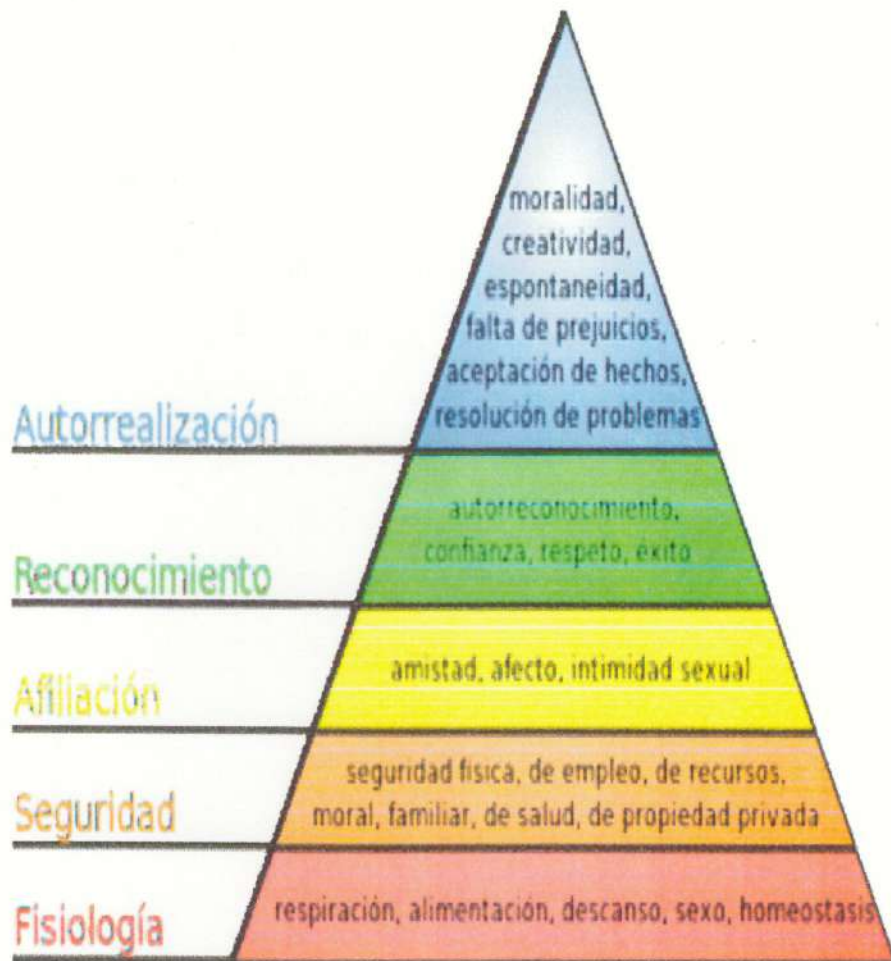 moralidad,
creatividad,
espontaneidad,
falta de prejuicios,
aceptación de hechos,
resolución de problemas
Autorrealización
autorreconocimiento,
confianza, respeto, éxito
Reconocimiento
amistad, afecto, intimidad sexual
Afiliación
seguridad física, de empleo, de recursos,
moral, familiar, de salud, de propiedad privada
Seguridad
respiración, alimentación, descanso, sexo, homeostasis
Fisiología